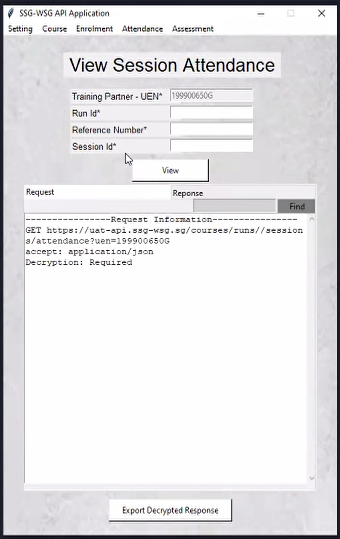 SSG-WSG API Application
Setting Course Enrolment Attendance Assessment
View Session Attendance
Training Partner - UEN* 199900650G
Run Id*
Reference Number*
Session Id*
View
Request Reponse
Find
----------------Request Information----------------
GET https://uat-api.ssg-wsg.sg/courses/runs//session
s/attendance?uen=199900650G
accept: application/json
Decryption: Required
Export Decrypted Response